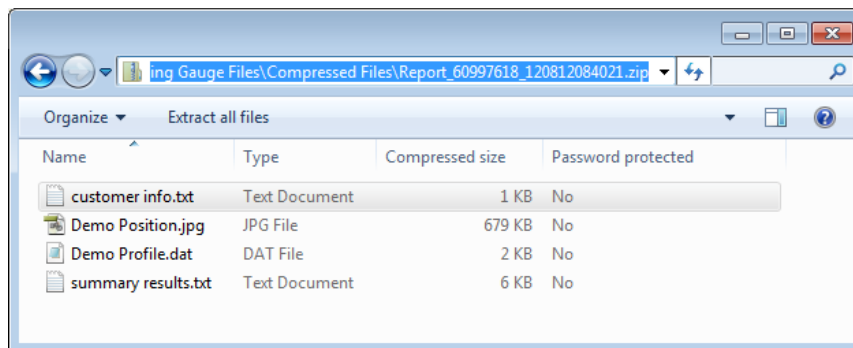 ing Gauge Files\Compressed Files\Report_60997618_120812084021.zip
Organize Extract all files
Name Type Compressed size Password protected
customer info.txt Text Document 1 KB No
Demo Position.jpg JPG File 679 KB No
Demo Profile.dat DAT File 2 KB No
summary results.txt Text Document 6 KB No